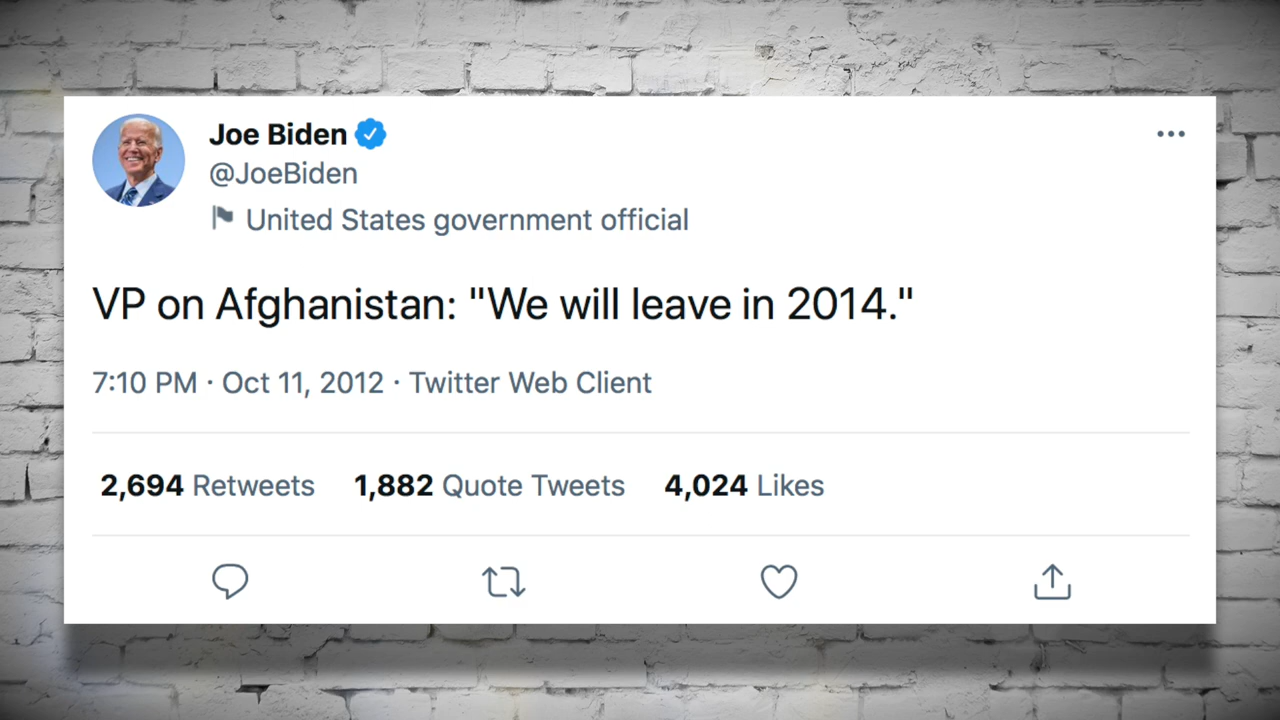 Joe Biden
@JoeBiden
United States government official
VP on Afghanistan: "We will leave in 2014."
7:10 PM · Oct 11, 2012 · Twitter Web Client
2,694 Retweets 1,882 Quote Tweets 4,024 Likes